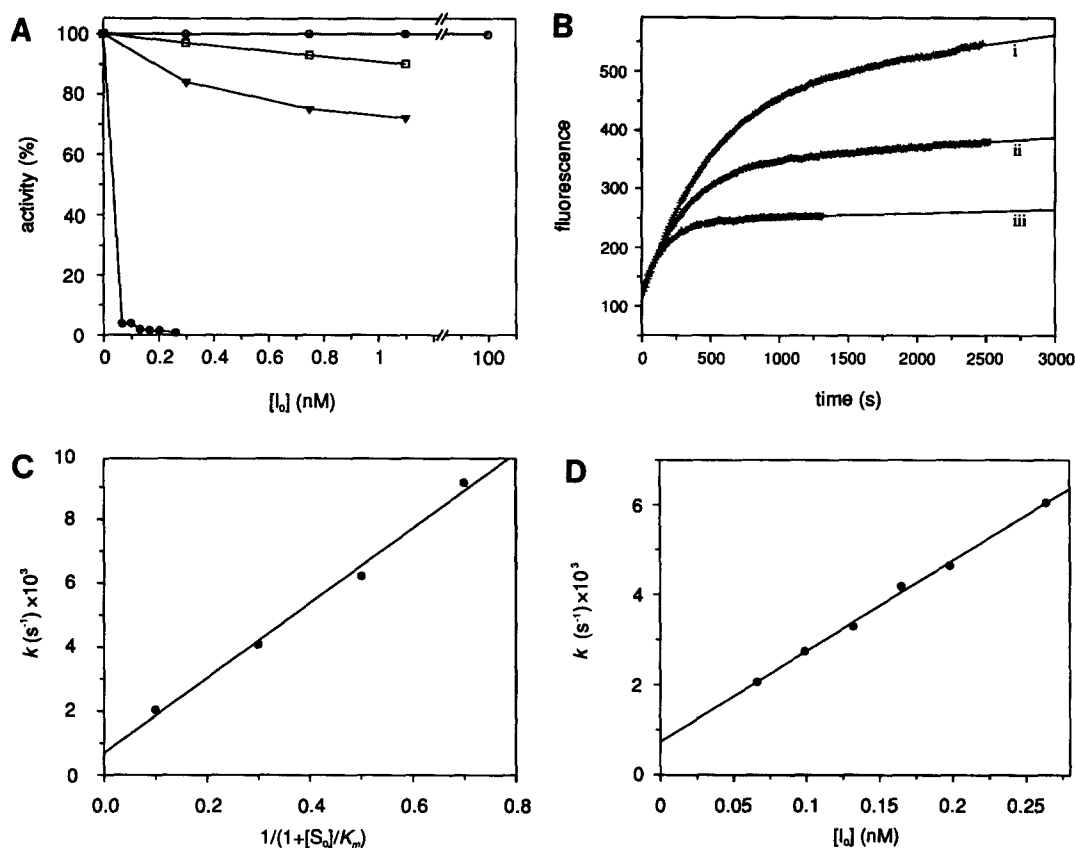 A
100
80
60
40
20
0
activity (%)
0 0.2 0.4 0.6 0.8 1 100
[I₀] (nM)
B
500
400
300
200
100
fluorescence
i
ii
iii
0 500 1000 1500 2000 2500 3000
time (s)
C
10
8
6
4
2
0
k (s⁻¹) ×10³
0.0 0.2 0.4 0.6 0.8
1/(1+[S₀]/Kₘ)
D
6
4
2
0
k (s⁻¹) ×10³
0 0.05 0.1 0.15 0.2 0.25
[I₀] (nM)